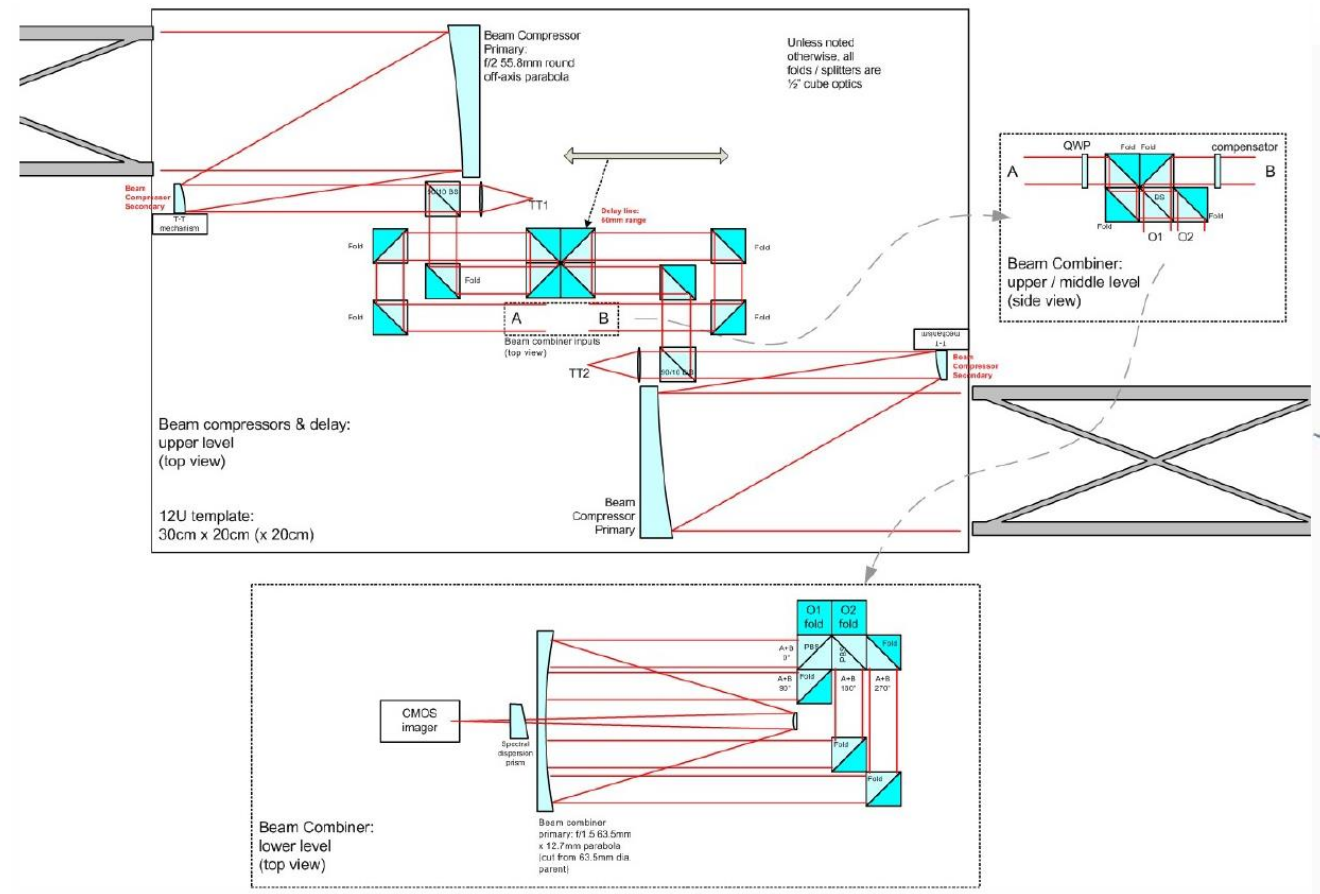 Beam Compressor
Primary:
f/2 55.8mm round
off-axis parabola
Unless noted
otherwise, all
folds / splitters are
½" cube optics
Beam
Compressor
Secondary
T-T
mechanism
90/10 BS
TT1
Delay line:
60mm range
Fold
Fold
Fold
Fold
Fold
A
B
Beam combiner inputs
(top view)
TT2
90/10 BS
T-T
mechanism
Beam
Compressor
Secondary
Beam compressors & delay:
upper level
(top view)
12U template:
30cm x 20cm (x 20cm)
Beam
Compressor
Primary
QWP
Fold
Fold
compensator
A
B
BS
Fold
Fold
O1
O2
Beam Combiner:
upper / middle level
(side view)
O1
fold
O2
fold
A+B
0°
PBS
PBS
Fold
A+B
90°
Fold
A+B
180°
A+B
270°
CMOS
imager
Spectral
dispersion
prism
Fold
Fold
Beam combiner
primary: f/1.5 63.5mm
x 12.7mm parabola
(cut from 63.5mm dia.
parent)
Beam Combiner:
lower level
(top view)